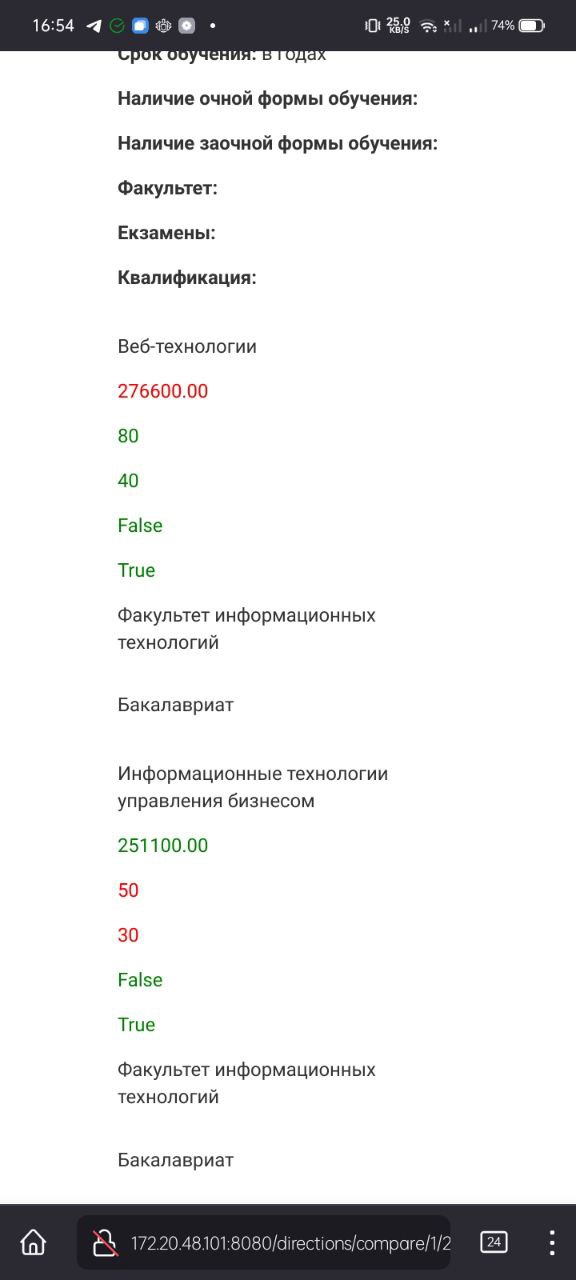 16:54
25.0
KB/S
74%
Срок обучения: в годах
Наличие очной формы обучения:
Наличие заочной формы обучения:
Факультет:
Екзамены:
Квалификация:
Веб-технологии
276600.00
80
40
False
True
Факультет информационных
технологий
Бакалавриат
Информационные технологии
управления бизнесом
251100.00
50
30
False
True
Факультет информационных
технологий
Бакалавриат
172.20.48.101:8080/directions/compare/1/2
24